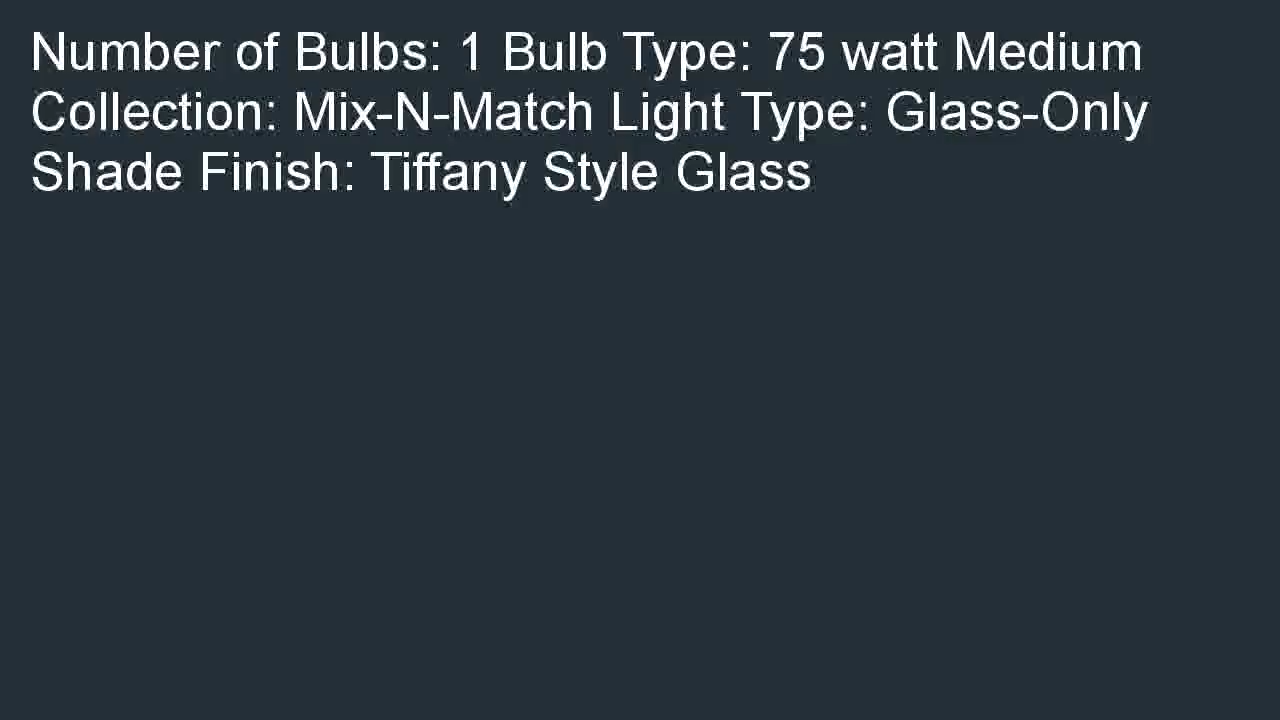 Number of Bulbs: 1 Bulb Type: 75 watt Medium
Collection: Mix-N-Match Light Type: Glass-Only
Shade Finish: Tiffany Style Glass